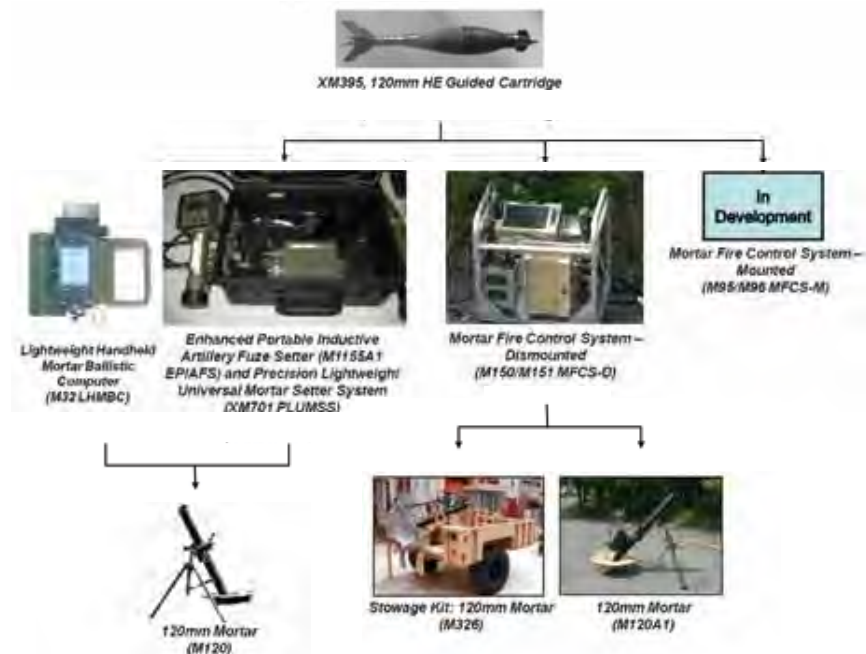 XM395, 120mm HE Guided Cartridge
In
Development
Mortar Fire Control System –
Mounted
(M95/M96 MFCS-M)
Lightweight Handheld
Mortar Ballistic
Computer
(M32 LHMBC)
Enhanced Portable Inductive
Artillery Fuze Setter (M1155A1
EPIAFS) and Precision Lightweight
Universal Mortar Setter System
(XM701 PLUMSS)
Mortar Fire Control System –
Dismounted
(M150/M151 MFCS-D)
120mm Mortar
(M120)
Stowage Kit: 120mm Mortar
(M326)
120mm Mortar
(M120A1)